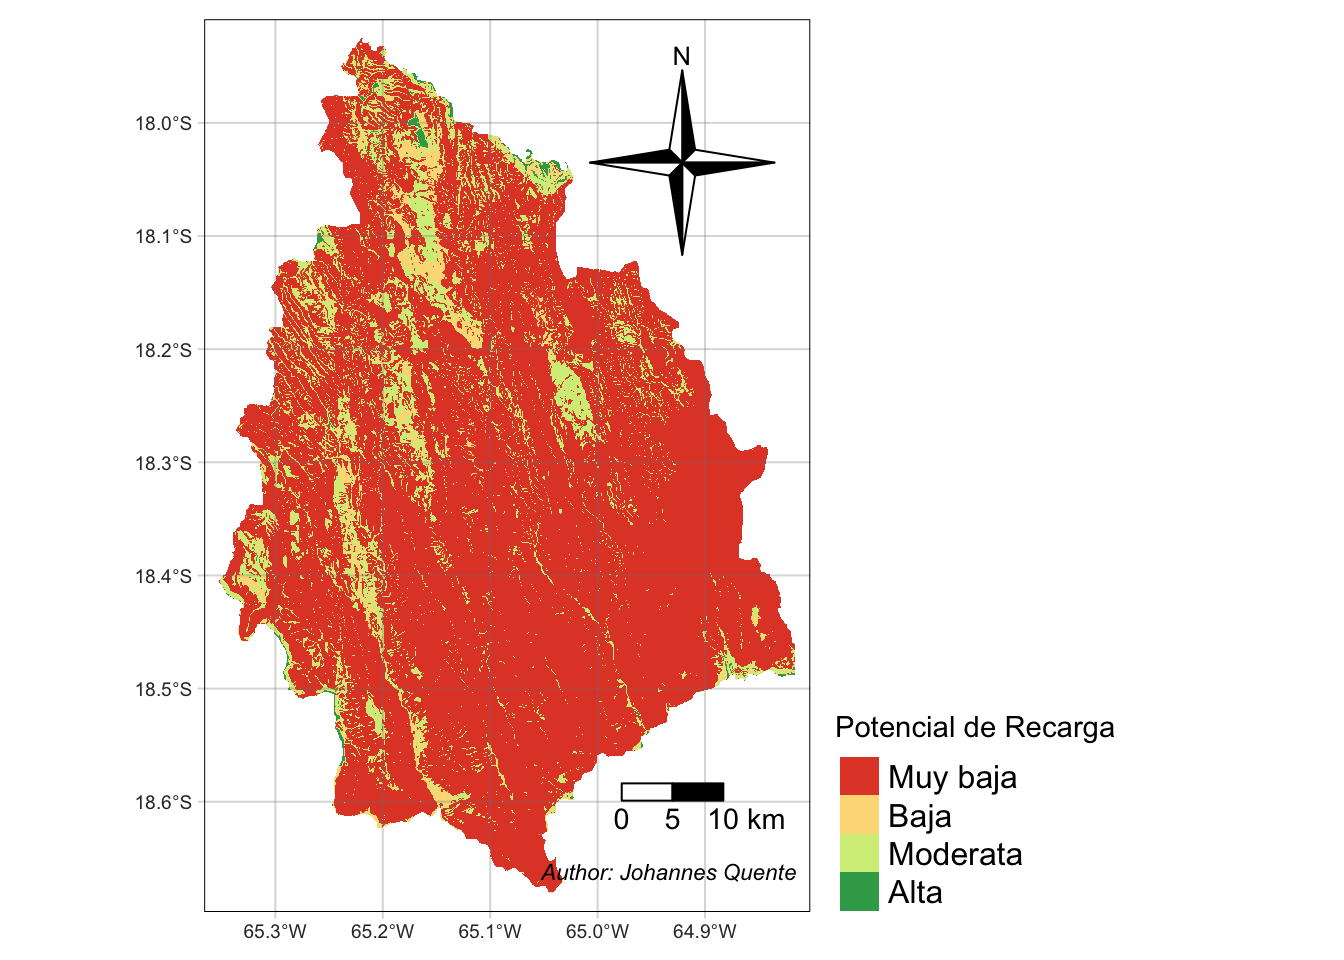 N
18.0°S
18.1°S
18.2°S
18.3°S
18.4°S
18.5°S
18.6°S
65.3°W 65.2°W 65.1°W 65.0°W 64.9°W
0 5 10 km
Author: Johannes Quente
Potencial de Recarga
Muy baja
Baja
Moderata
Alta